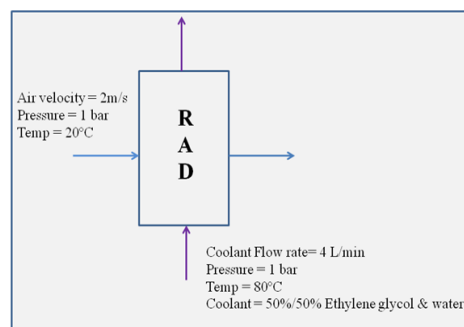 Air velocity = 2m/s
Pressure = 1 bar
Temp = 20°C
R
A
D
Coolant Flow rate= 4 L/min
Pressure = 1 bar
Temp = 80°C
Coolant = 50%/50% Ethylene glycol & water